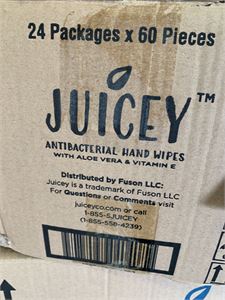 24 Packages x 60 Pieces
JUICEY™
ANTIBACTERIAL HAND WIPES
WITH ALOE VERA & VITAMIN E
Distributed by Fuson LLC:
Juicey is a trademark of Fuson LLC
For Questions or Comments visit
juiceyco.com or call
1-855-5JUICEY
(1-855-558-4239)